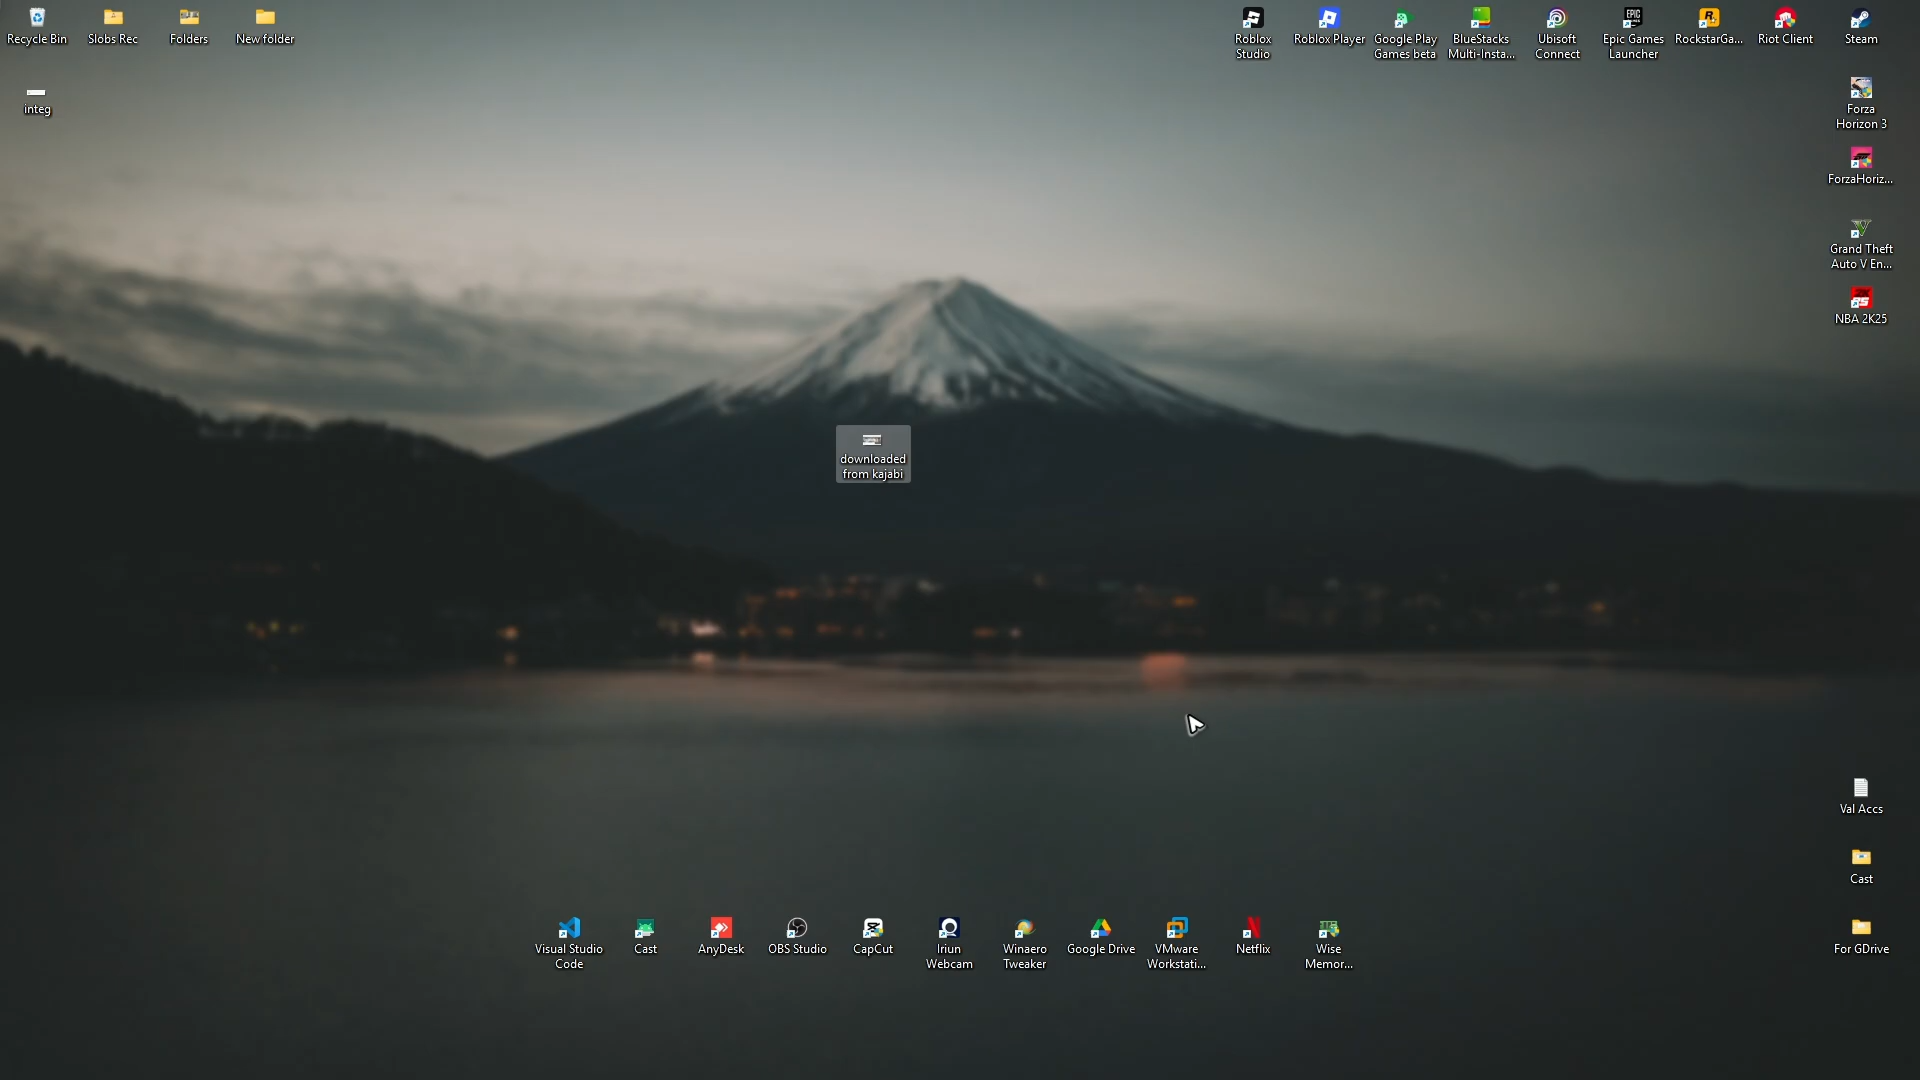 Recycle Bin
Slobs Rec
Folders
New folder
Roblox
Studio
Roblox Player
Google Play
Games beta
BlueStacks
Multi-Insta...
Ubisoft
Connect
Epic Games
Launcher
RockstarGa...
Riot Client
Steam
integ
Forza
Horizon 3
ForzaHoriz...
Grand Theft
Auto V En...
NBA 2K25
downloaded
from kajabi
Val Accs
Cast
For GDrive
Visual Studio
Code
Cast
AnyDesk
OBS Studio
CapCut
Iriun
Webcam
Winaero
Tweaker
Google Drive
VMware
Workstati...
Netflix
Wise
Memor...